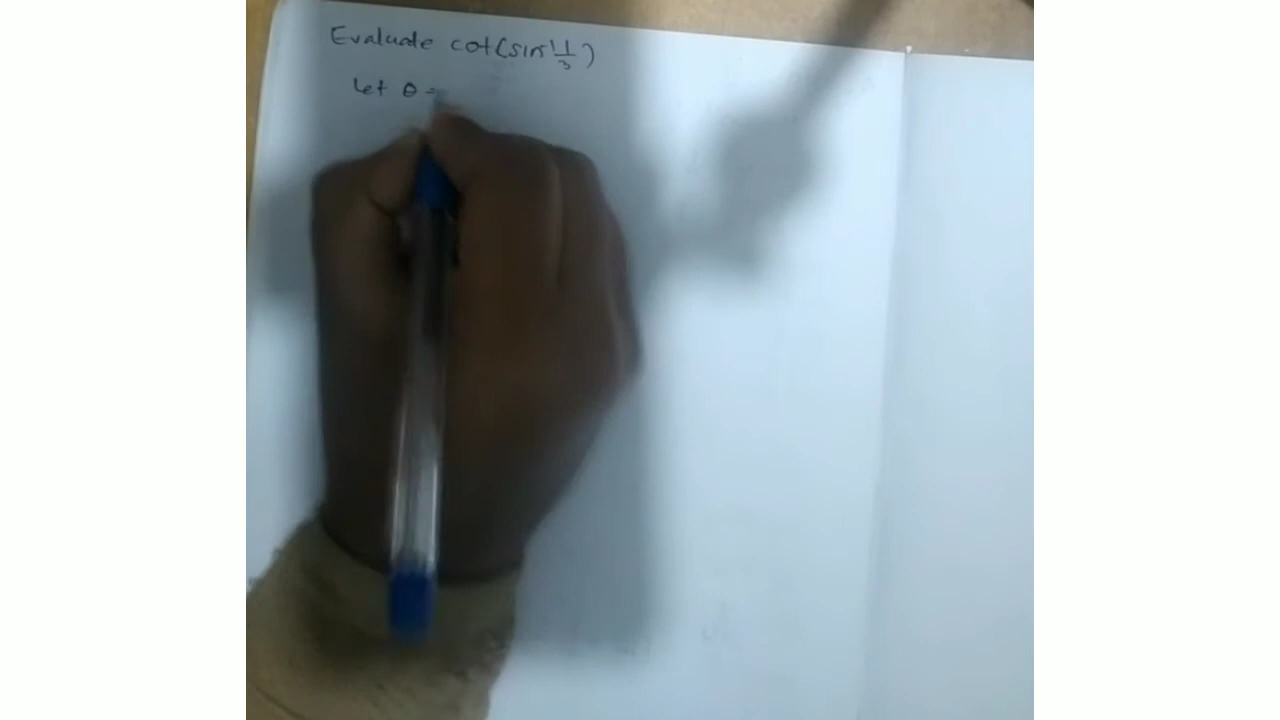 Evaluate cot(sin⁻¹ 1/3)
Let θ =